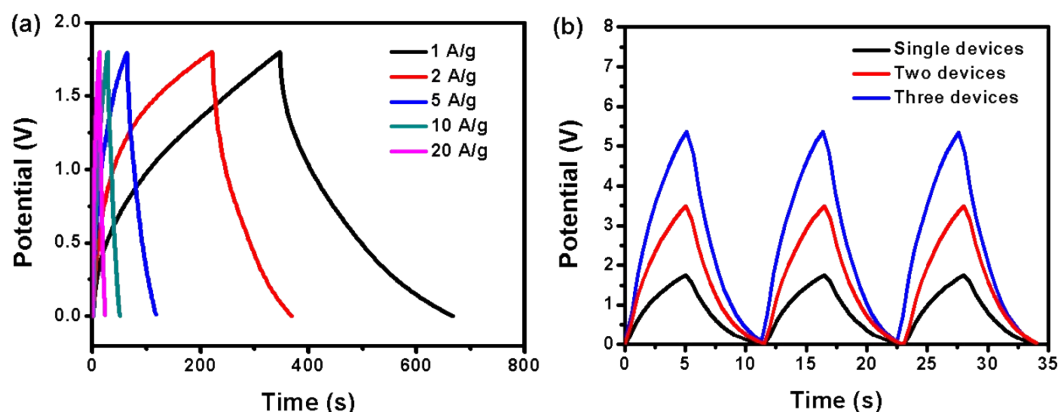 (a)
Potential (V)
2.0
1.5
1.0
0.5
0.0
1 A/g
2 A/g
5 A/g
10 A/g
20 A/g
0 200 400 600 800
Time (s)
(b)
Potential (V)
8
7
6
5
4
3
2
1
0
Single devices
Two devices
Three devices
0 5 10 15 20 25 30 35
Time (s)